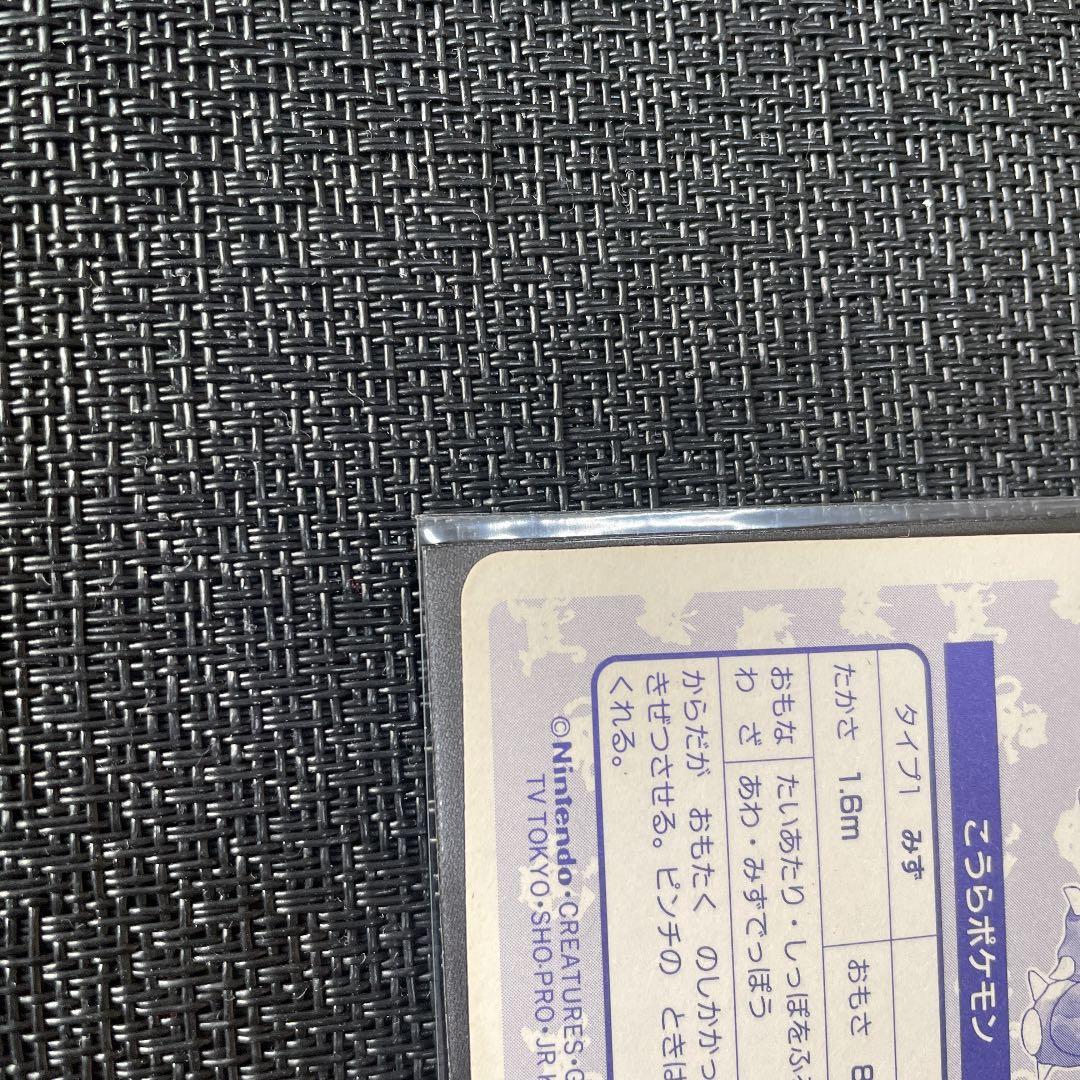 こうらポケモン
タイプ1 みず
たかさ 1.6m おもさ 8
おもな たいあたり・しっぽをふ
わざ あわ・みずでっぽう
からだが おもたく のしかかっ
きぜつさせる。ピンチの ときは
くれる。
©Nintendo・CREATURES・G
TV TOKYO・SHO-PRO・JR K